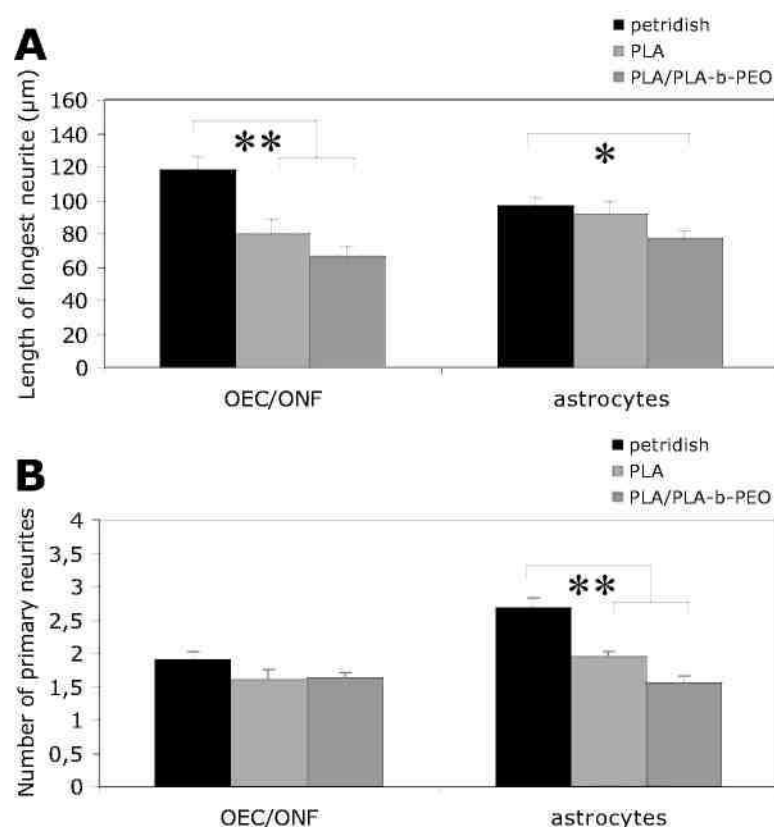 A
petridish
PLA
PLA/PLA-b-PEO
Length of longest neurite (μm)
160
140
120
100
80
60
40
20
0
**
*
OEC/ONF
astrocytes
B
petridish
PLA
PLA/PLA-b-PEO
Number of primary neurites
4
3,5
3
2,5
2
1,5
1
0,5
0
**
OEC/ONF
astrocytes